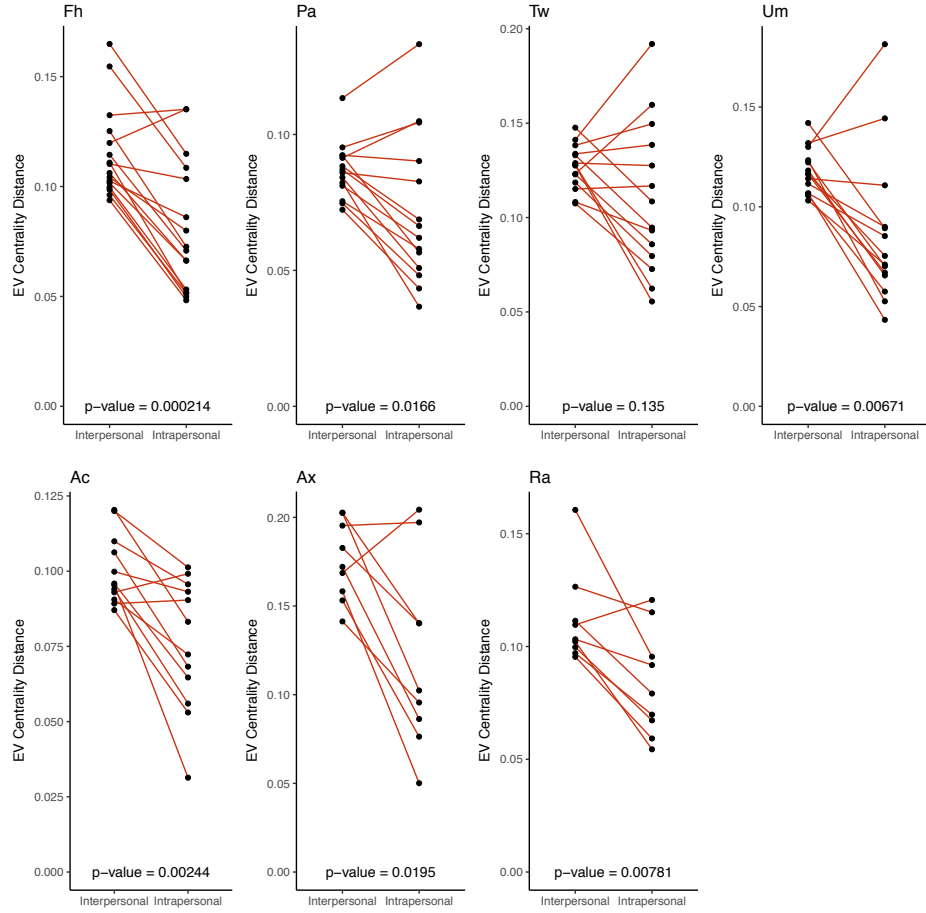 Fh
Pa
Tw
Um
EV Centrality Distance
0.15
0.10
0.05
0.00
p−value = 0.000214
Interpersonal Intrapersonal
EV Centrality Distance
0.10
0.05
0.00
p−value = 0.0166
Interpersonal Intrapersonal
EV Centrality Distance
0.20
0.15
0.10
0.05
0.00
p−value = 0.135
Interpersonal Intrapersonal
EV Centrality Distance
0.15
0.10
0.05
0.00
p−value = 0.00671
Interpersonal Intrapersonal
Ac
Ax
Ra
EV Centrality Distance
0.125
0.100
0.075
0.050
0.025
0.000
p−value = 0.00244
Interpersonal Intrapersonal
EV Centrality Distance
0.20
0.15
0.10
0.05
0.00
p−value = 0.0195
Interpersonal Intrapersonal
EV Centrality Distance
0.15
0.10
0.05
0.00
p−value = 0.00781
Interpersonal Intrapersonal